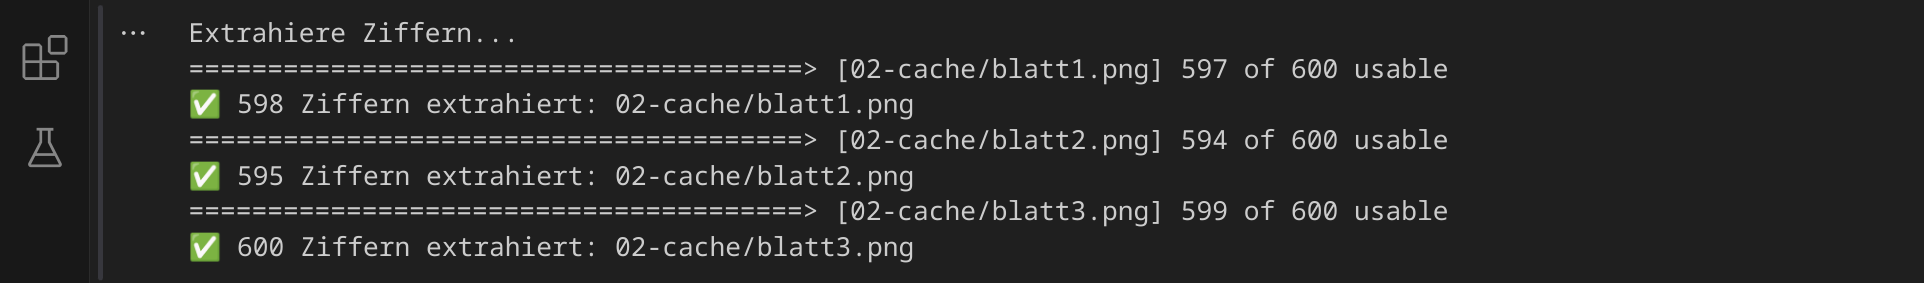 Extrahiere Ziffern...
=======================================> [02-cache/blatt1.png] 597 of 600 usable
✅ 598 Ziffern extrahiert: 02-cache/blatt1.png
=======================================> [02-cache/blatt2.png] 594 of 600 usable
✅ 595 Ziffern extrahiert: 02-cache/blatt2.png
=======================================> [02-cache/blatt3.png] 599 of 600 usable
✅ 600 Ziffern extrahiert: 02-cache/blatt3.png